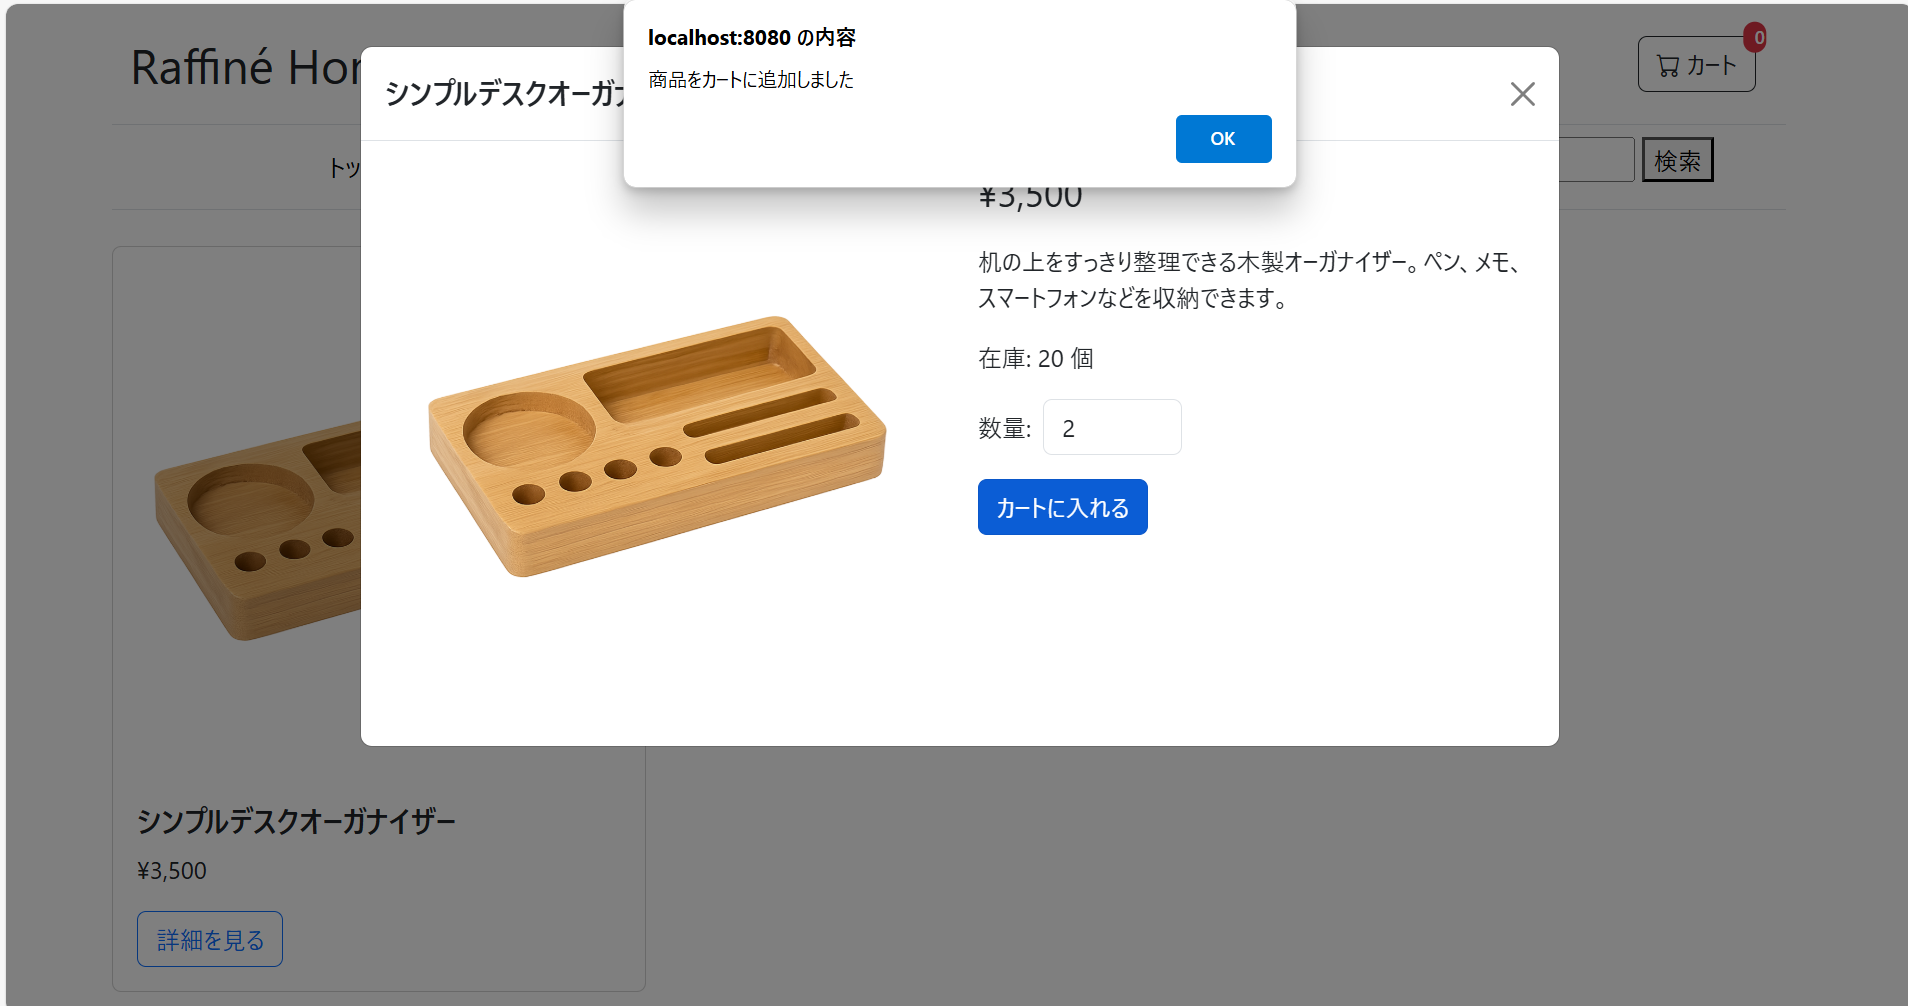 localhost:8080 の内容
商品をカートに追加しました
OK
Raffiné
0
カート
シンプルデスクオーガ
検索
¥3,500
机の上をすっきり整理できる木製オーガナイザー。ペン、メモ、
スマートフォンなどを収納できます。
在庫: 20 個
数量: 2
カートに入れる
シンプルデスクオーガナイザー
¥3,500
詳細を見る